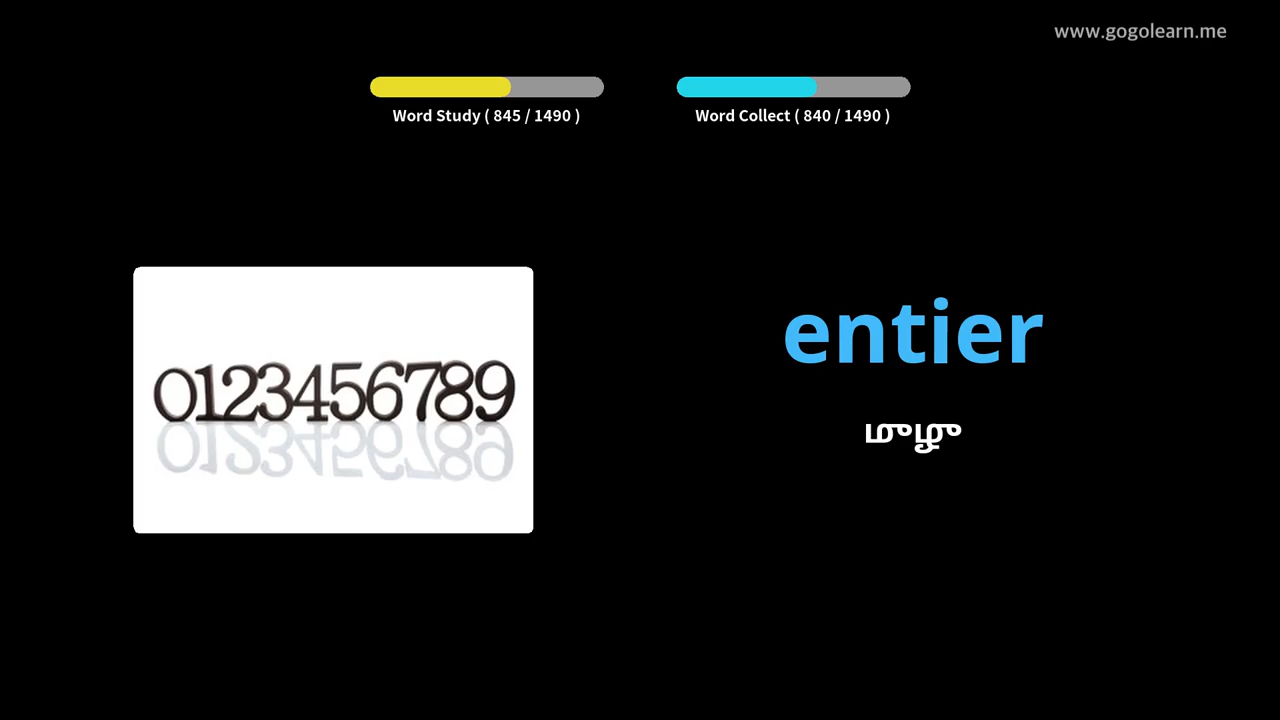 www.gogolearn.me
Word Study ( 845 / 1490 )
Word Collect ( 840 / 1490 )
0123456789
entier
முழு